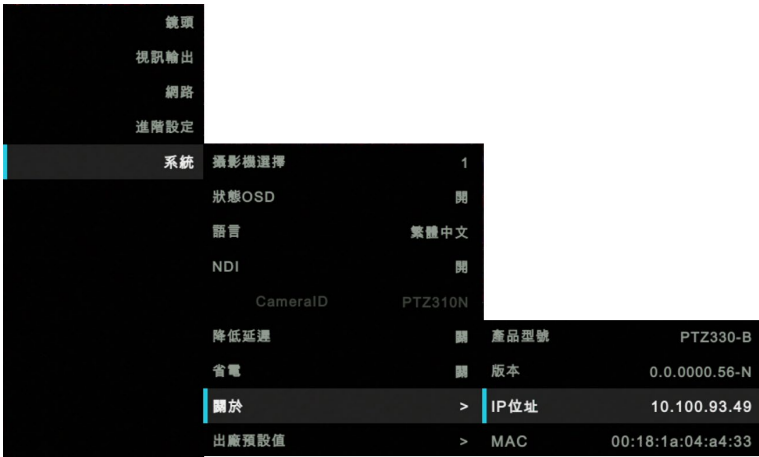 鏡頭
視訊輸出
網路
進階設定
系統
攝影機選擇 1
狀態OSD 開
語言 繁體中文
NDI 開
CameraID PTZ310N
降低延遲 關
省電 關
關於 >
出廠預設值 >
產品型號 PTZ330-B
版本 0.0.0000.56-N
IP位址 10.100.93.49
MAC 00:18:1a:04:a4:33